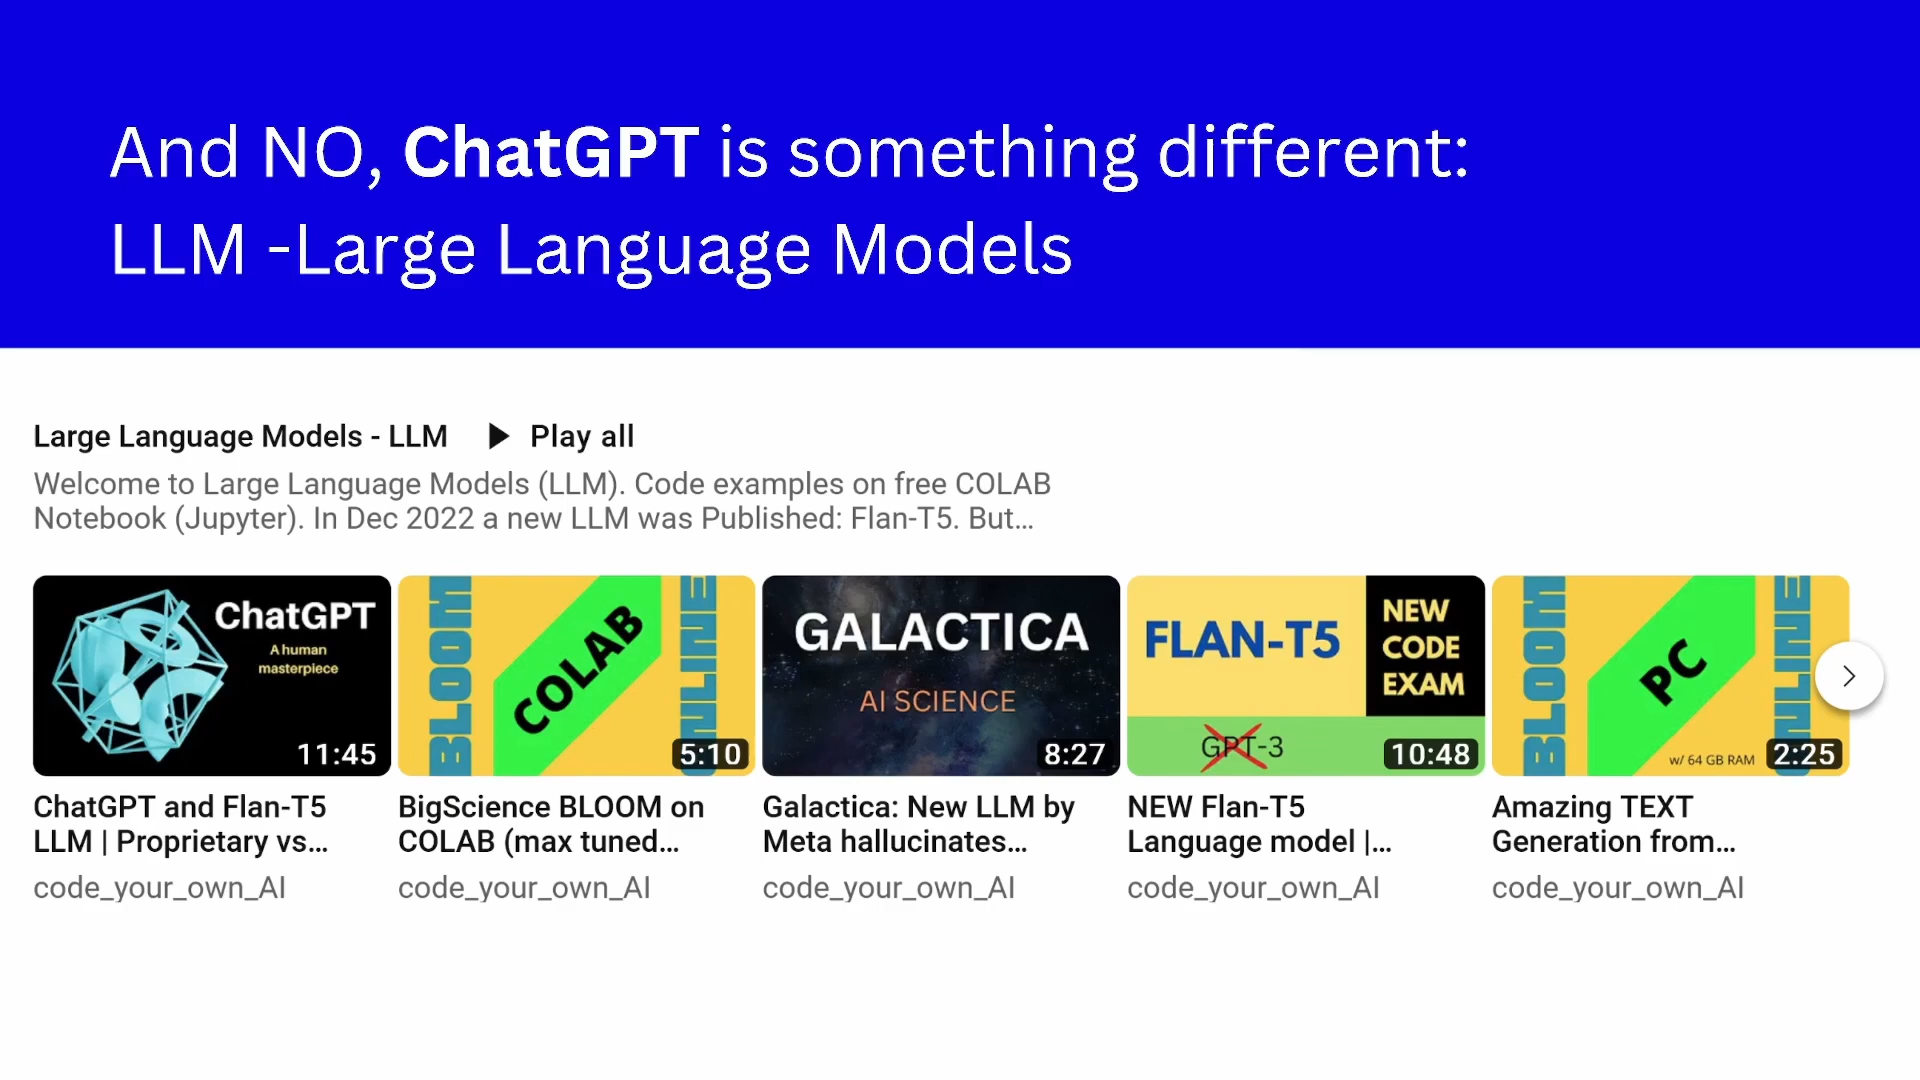 And NO, ChatGPT is something different:
LLM -Large Language Models
Large Language Models - LLM
Play all
Welcome to Large Language Models (LLM). Code examples on free COLAB
Notebook (Jupyter). In Dec 2022 a new LLM was Published: Flan-T5. But...
ChatGPT
A human
masterpiece
11:45
BLOOM
COLAB
ONLINE
5:10
GALACTICA
AI SCIENCE
8:27
FLAN-T5
NEW
CODE
EXAM
GPT-3
10:48
BLOOM
PC
ONLINE
w/ 64 GB RAM
2:25
ChatGPT and Flan-T5
LLM | Proprietary vs...
code_your_own_AI
BigScience BLOOM on
COLAB (max tuned...
code_your_own_AI
Galactica: New LLM by
Meta hallucinates...
code_your_own_AI
NEW Flan-T5
Language model |...
code_your_own_AI
Amazing TEXT
Generation from...
code_your_own_AI